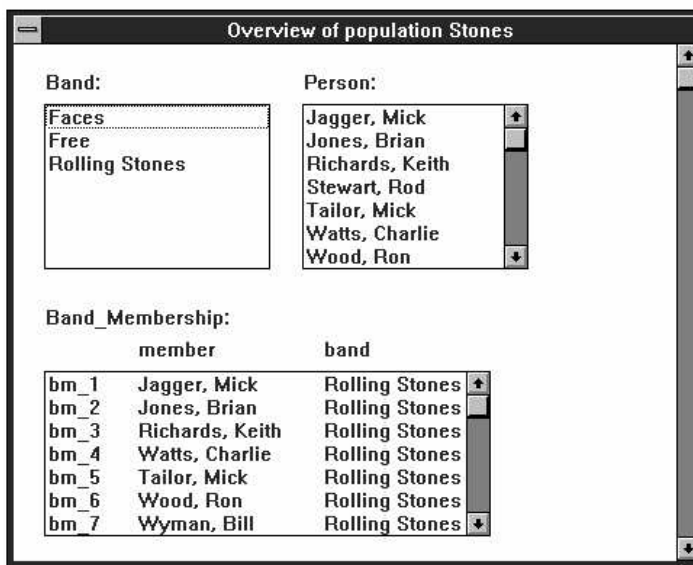 Overview of population Stones
Band:
Faces
Free
Rolling Stones
Person:
Jagger, Mick
Jones, Brian
Richards, Keith
Stewart, Rod
Tailor, Mick
Watts, Charlie
Wood, Ron
Band_Membership:
member band
bm_1 Jagger, Mick Rolling Stones
bm_2 Jones, Brian Rolling Stones
bm_3 Richards, Keith Rolling Stones
bm_4 Watts, Charlie Rolling Stones
bm_5 Tailor, Mick Rolling Stones
bm_6 Wood, Ron Rolling Stones
bm_7 Wyman, Bill Rolling Stones